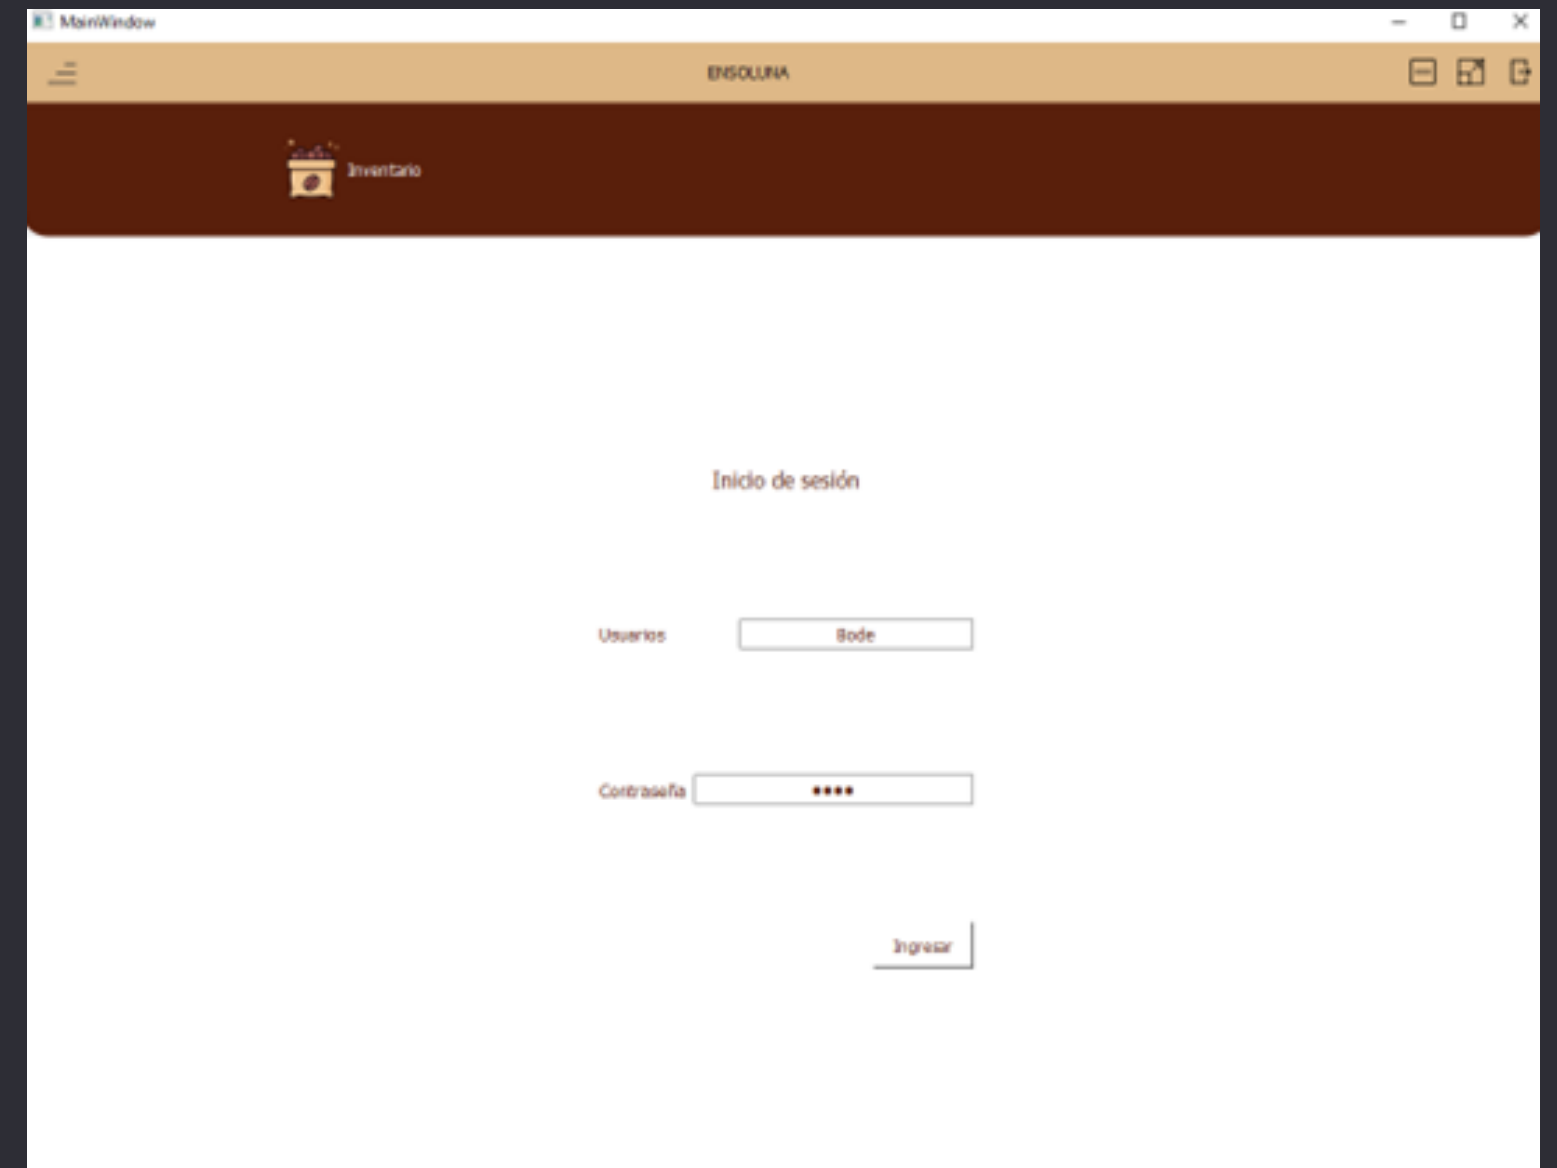 MainWindow
ENSOLUNA
Inventario
Inicio de sesión
Usuarios Bode
Contraseña ••••
Ingresar